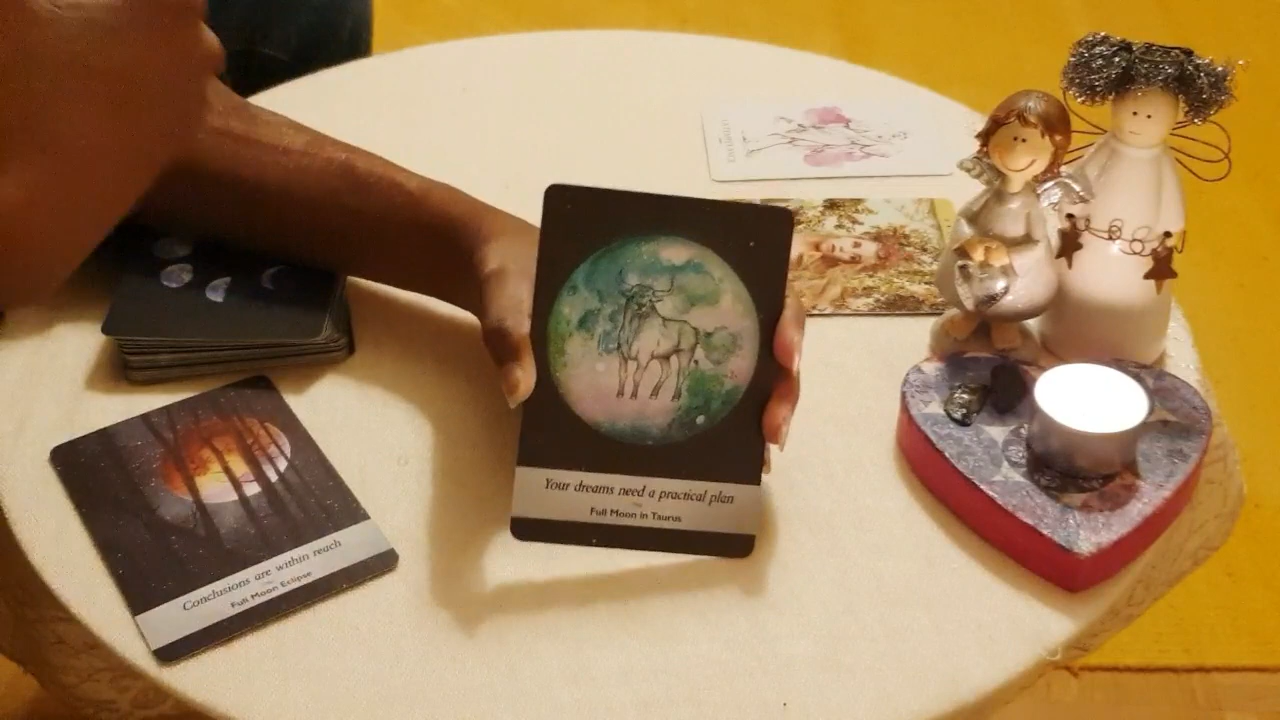 Your dreams need a practical plan
Full Moon in Taurus
Conclusions are within reach
Full Moon Eclipse